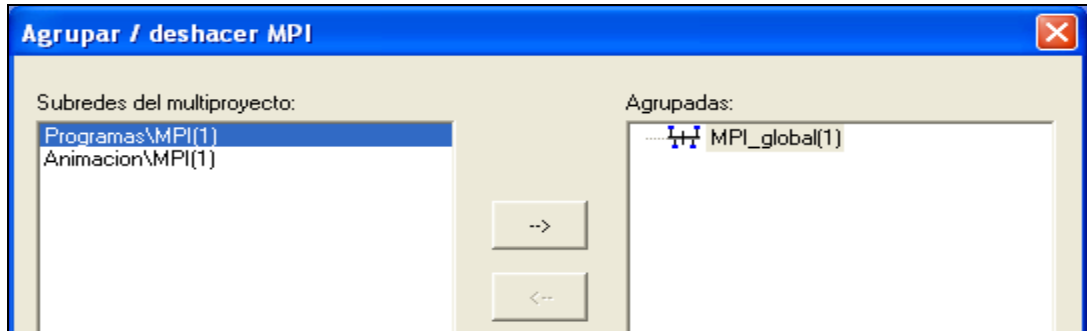 Agrupar / deshacer MPI
Subredes del multiproyecto:
Programas\MPI(1)
Animacion\MPI(1)
-->
<--
Agrupadas:
MPI_global(1)